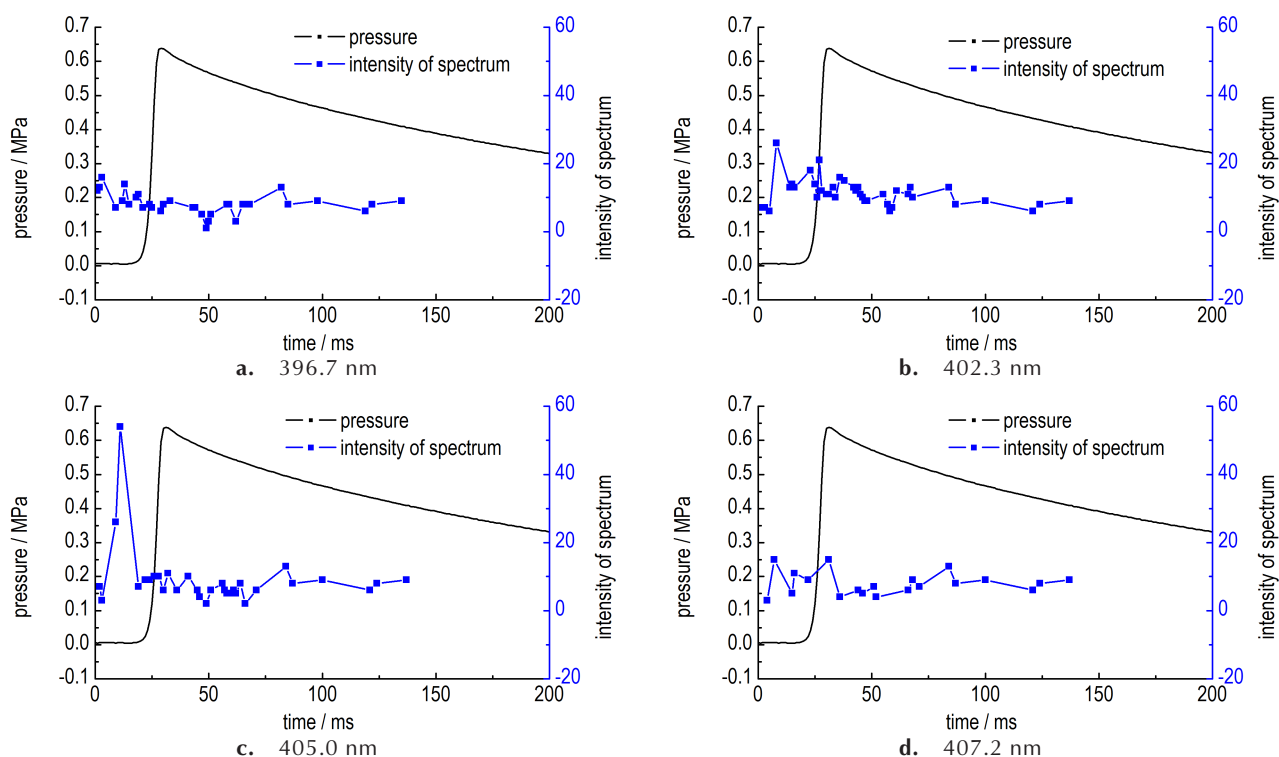 0.7
0.6
0.5
0.4
0.3
0.2
0.1
0.0
-0.1
pressure / MPa
pressure
intensity of spectrum
60
40
20
0
-20
intensity of spectrum
0 50 100 150 200
time / ms
a. 396.7 nm
0.7
0.6
0.5
0.4
0.3
0.2
0.1
0.0
-0.1
pressure / MPa
pressure
intensity of spectrum
60
40
20
0
-20
intensity of spectrum
0 50 100 150 200
time / ms
b. 402.3 nm
0.7
0.6
0.5
0.4
0.3
0.2
0.1
0.0
-0.1
pressure / MPa
pressure
intensity of spectrum
60
40
20
0
-20
intensity of spectrum
0 50 100 150 200
time / ms
c. 405.0 nm
0.7
0.6
0.5
0.4
0.3
0.2
0.1
0.0
-0.1
pressure / MPa
pressure
intensity of spectrum
60
40
20
0
-20
intensity of spectrum
0 50 100 150 200
time / ms
d. 407.2 nm